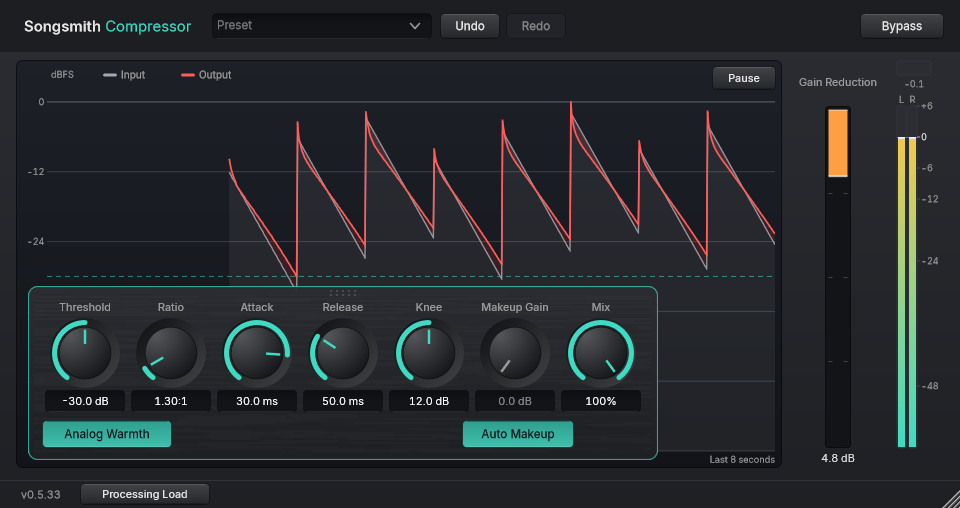 Songsmith Compressor
Preset
Undo
Redo
Bypass
dBFS
Input
Output
Pause
0
-12
-24
Last 8 seconds
Gain Reduction
4.8 dB
-0.1
L R
+6
0
-6
-12
-24
-48
Threshold
Ratio
Attack
Release
Knee
Makeup Gain
Mix
-30.0 dB
1.30:1
30.0 ms
50.0 ms
12.0 dB
0.0 dB
100%
Analog Warmth
Auto Makeup
v0.5.33
Processing Load